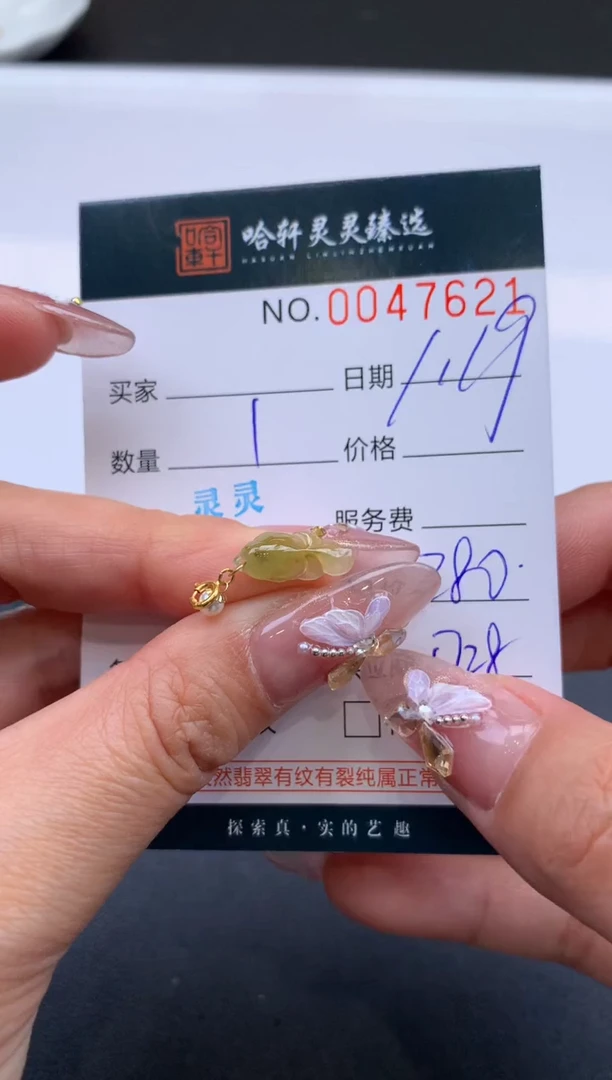 哈轩灵灵臻选
NO.0047621
买家 日期 1.19
数量 1 价格
灵灵
服务费
280.
028
然翡翠有纹有裂纯属正常
探索真·实的艺趣